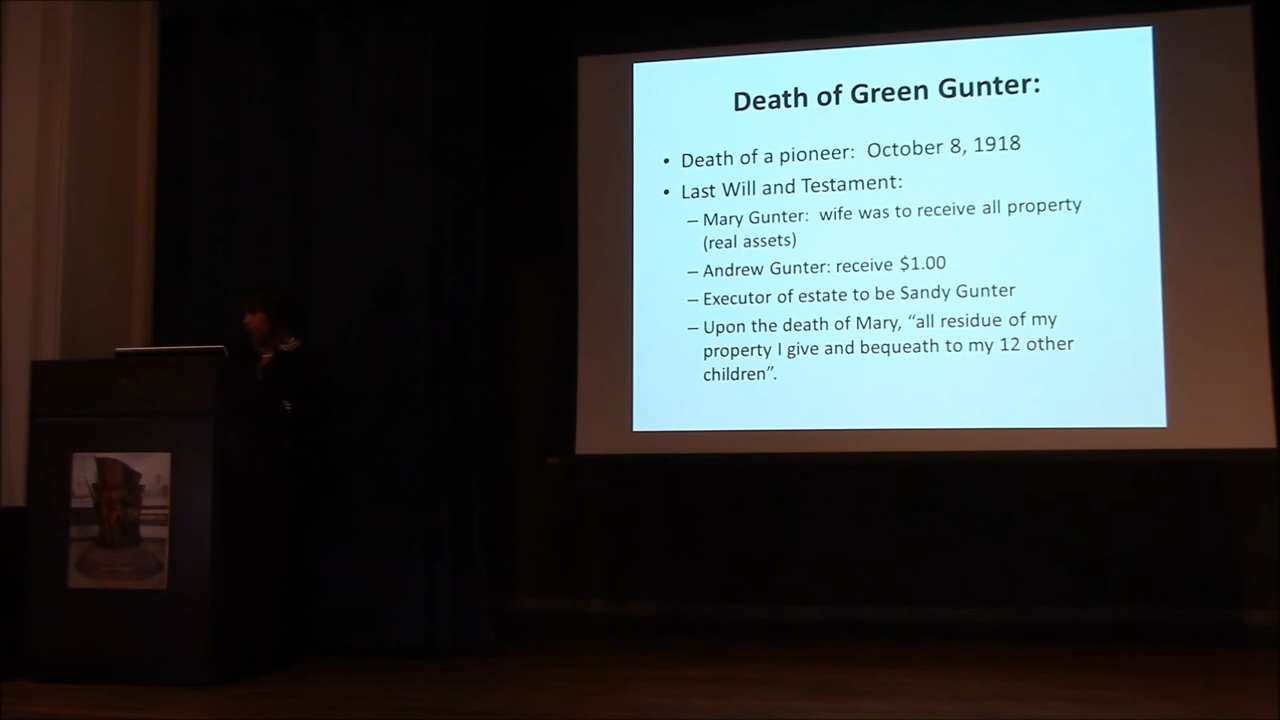 Death of Green Gunter:
• Death of a pioneer: October 8, 1918
• Last Will and Testament:
– Mary Gunter: wife was to receive all property
(real assets)
– Andrew Gunter: receive $1.00
– Executor of estate to be Sandy Gunter
– Upon the death of Mary, “all residue of my
property I give and bequeath to my 12 other
children”.